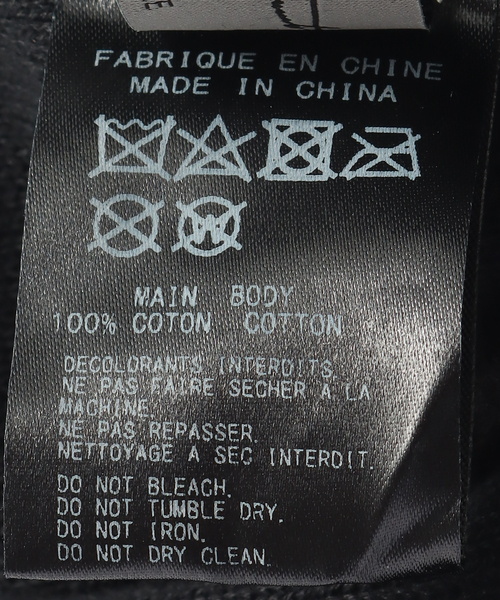 FABRIQUE EN CHINE
MADE IN CHINA
W
MAIN BODY
100% COTON COTTON
DECOLORANTS INTERDITS.
NE PAS FAIRE SECHER A LA
MACHINE.
NE PAS REPASSER.
NETTOYAGE A SEC INTERDIT.
DO NOT BLEACH.
DO NOT TUMBLE DRY.
DO NOT IRON.
DO NOT DRY CLEAN.